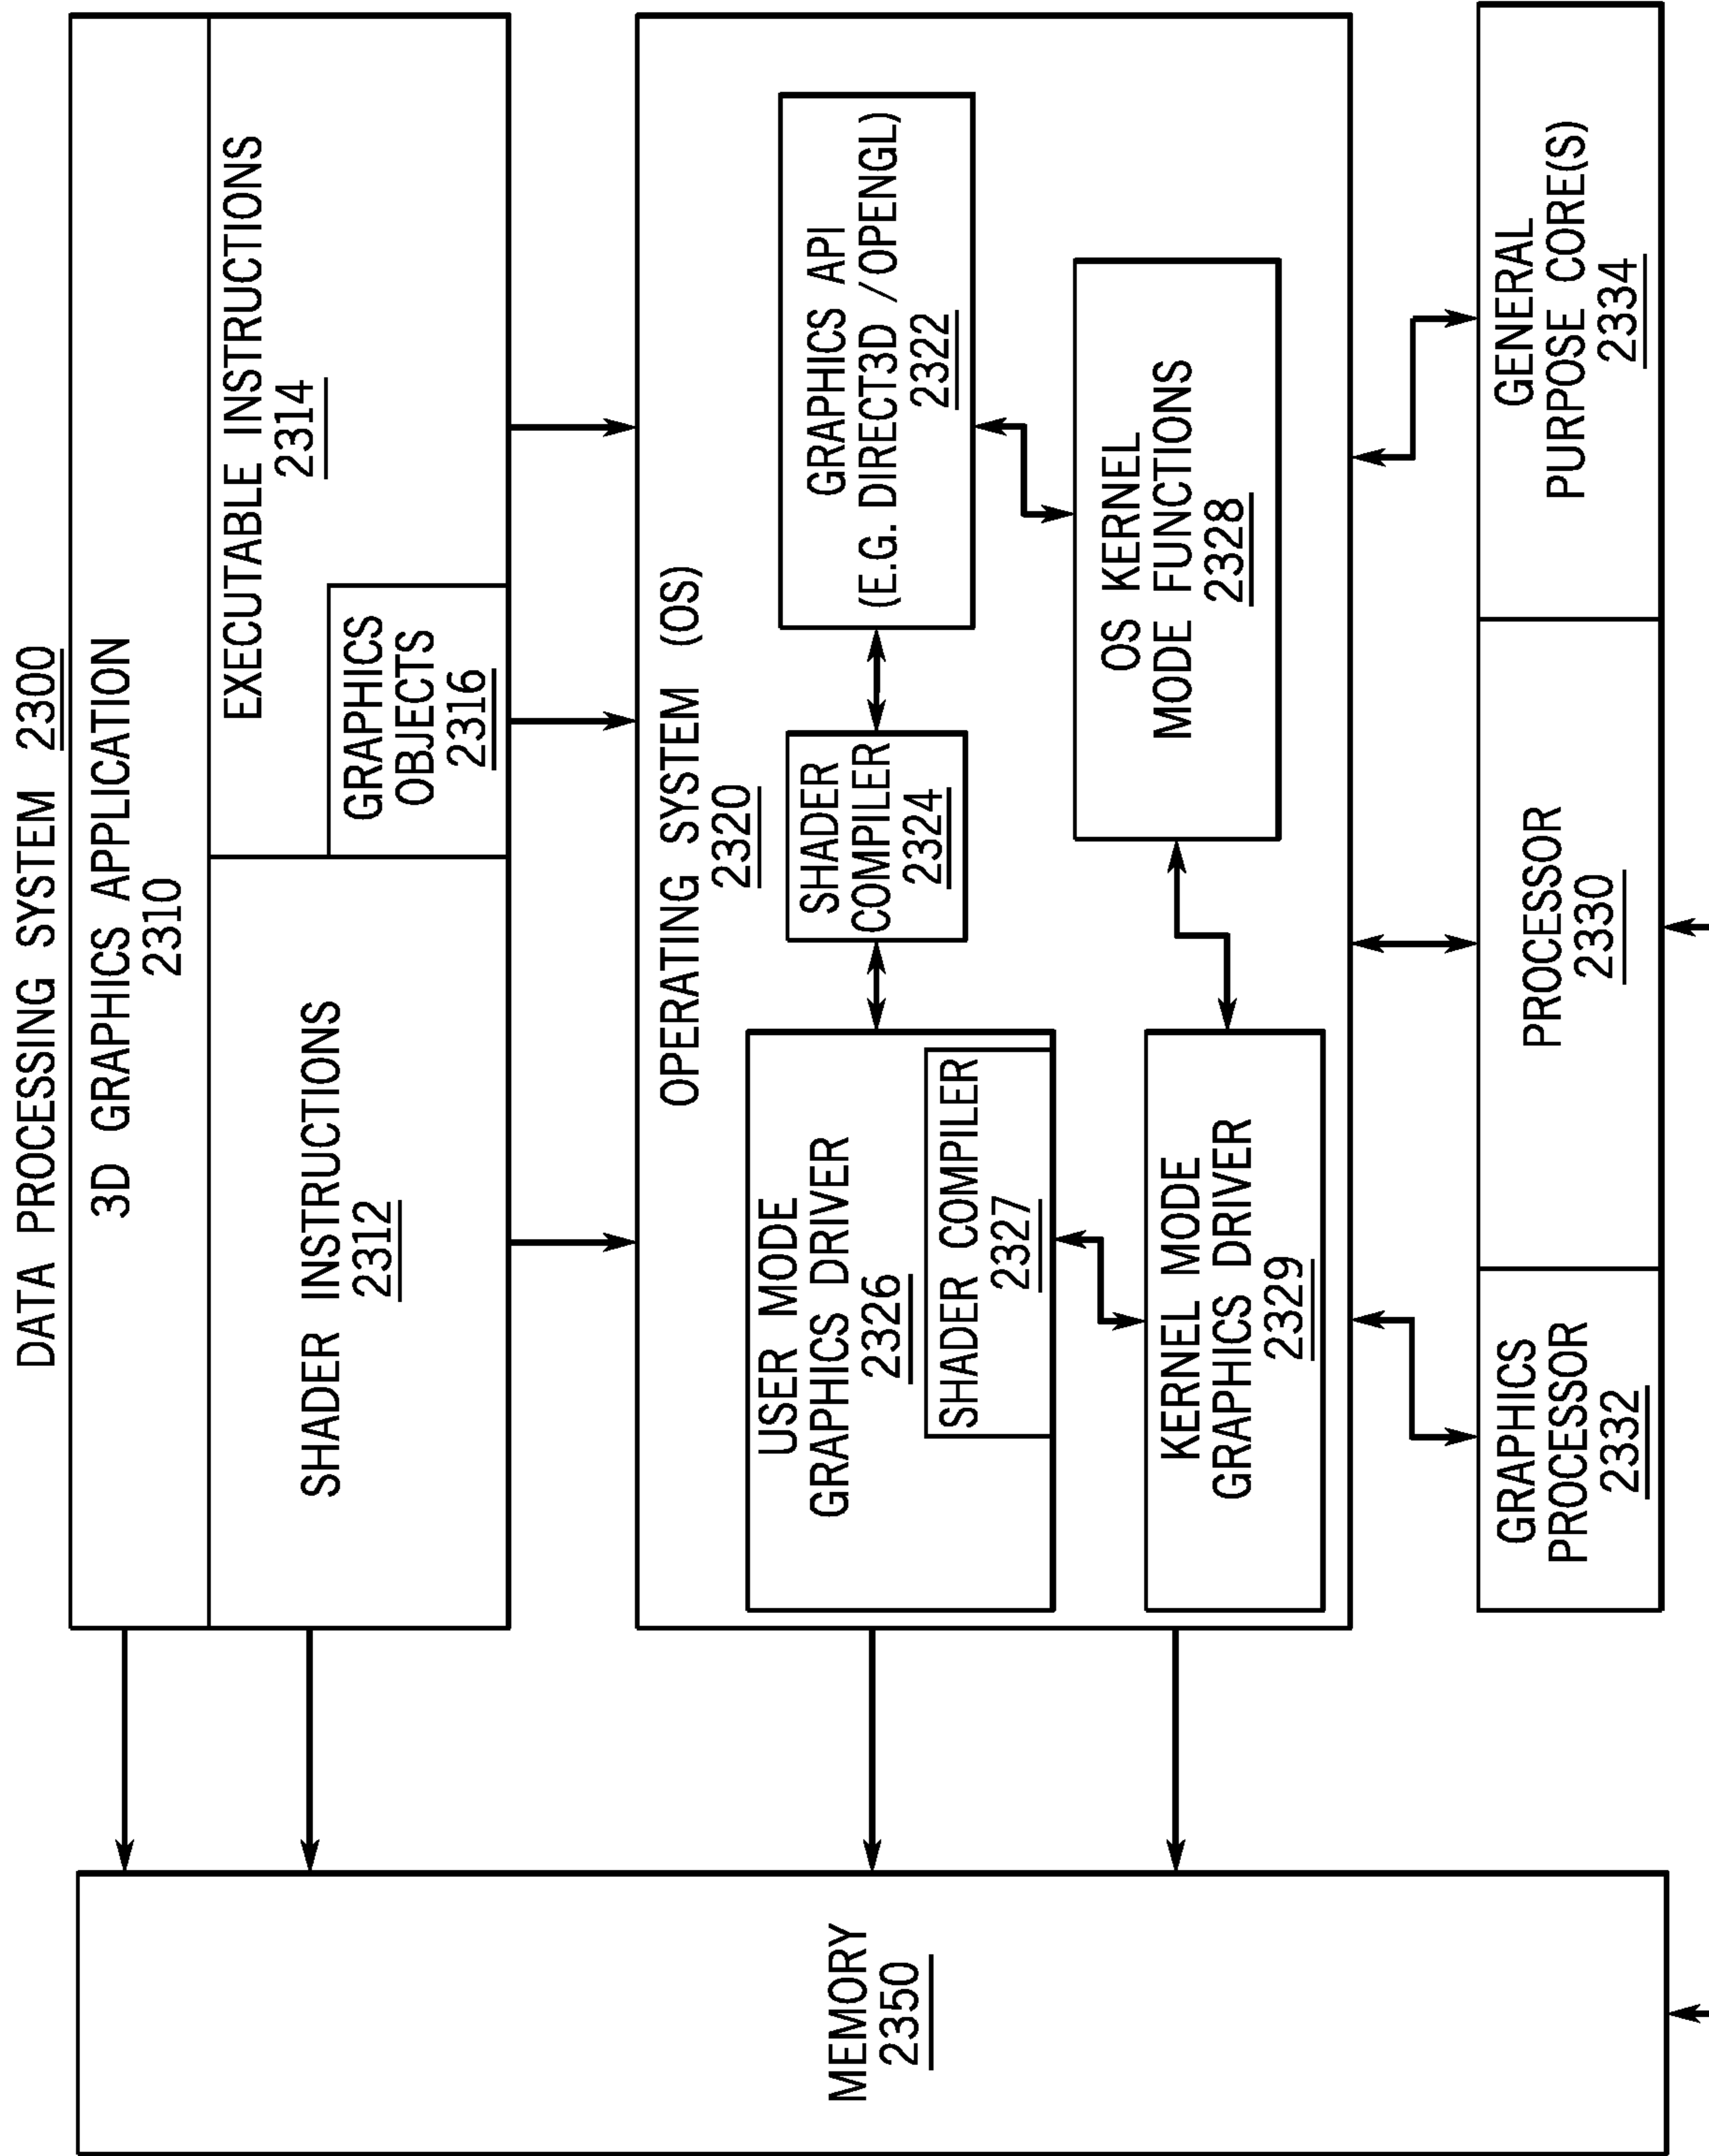 DATA PROCESSING SYSTEM 2300
3D GRAPHICS APPLICATION
2310
SHADER INSTRUCTIONS
2312
EXECUTABLE INSTRUCTIONS
2314
GRAPHICS
OBJECTS
2316
OPERATING SYSTEM (OS)
2320
USER MODE
GRAPHICS DRIVER
2326
SHADER COMPILER
2327
SHADER
COMPILER
2324
GRAPHICS API
(E.G. DIRECT3D /OPENGL)
2322
KERNEL MODE
GRAPHICS DRIVER
2329
OS KERNEL
MODE FUNCTIONS
2328
GRAPHICS
PROCESSOR
2332
PROCESSOR
2330
GENERAL
PURPOSE CORE(S)
2334
MEMORY
2350